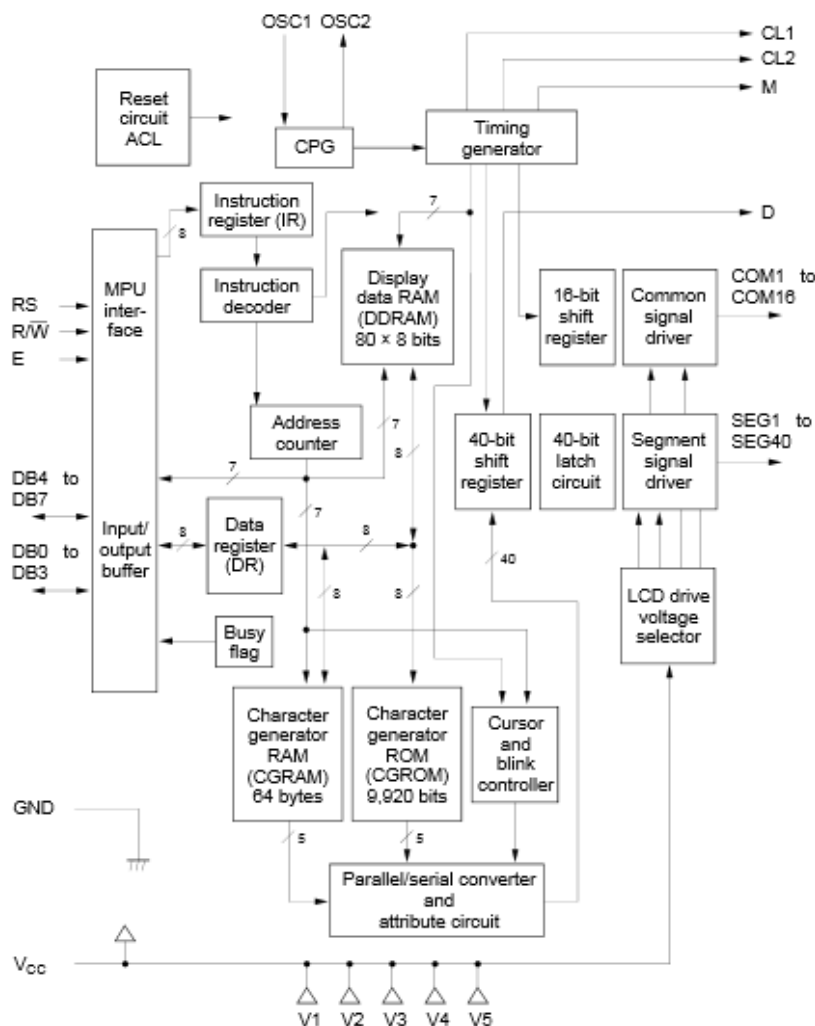 OSC1 OSC2
CL1
CL2
M
Reset
circuit
ACL
CPG
Timing
generator
Instruction
register (IR)
7
D
8
MPU
inter-
face
Instruction
decoder
Display
data RAM
(DDRAM)
80 × 8 bits
16-bit
shift
register
Common
signal
driver
COM1 to
COM16
RS
R/W̅
E
Address
counter
7
8
40-bit
shift
register
40-bit
latch
circuit
Segment
signal
driver
SEG1 to
SEG40
DB4 to
DB7
7
7
Input/
output
buffer
8
Data
register
(DR)
8
DB0 to
DB3
8
8
40
LCD drive
voltage
selector
Busy
flag
Character
generator
RAM
(CGRAM)
64 bytes
Character
generator
ROM
(CGROM)
9,920 bits
Cursor
and
blink
controller
GND
5
5
Parallel/serial converter
and
attribute circuit
VCC
V1 V2 V3 V4 V5